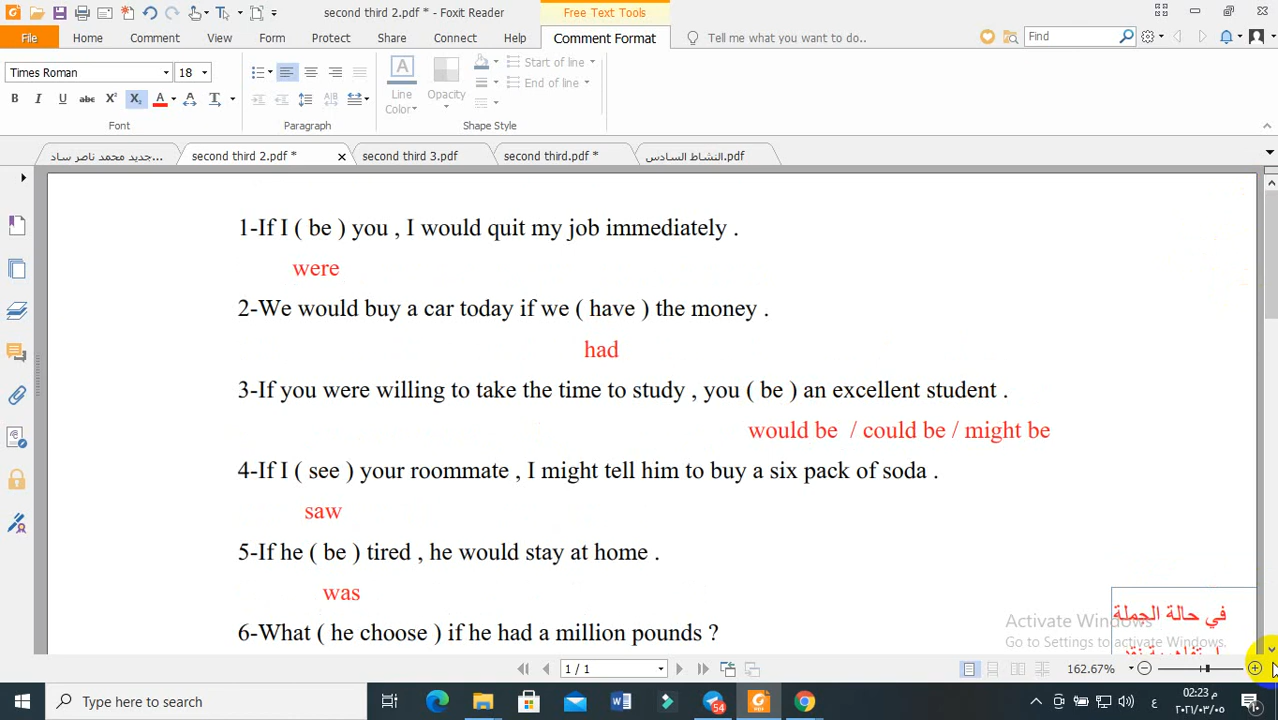 second third 2.pdf * - Foxit Reader
Free Text Tools
File Home Comment View Form Protect Share Connect Help Comment Format Tell me what you want to do.. Find
Times Roman 18
Line Color Opacity Start of line End of line
Font Paragraph Shape Style
جديد محمد ناصر ساد... second third 2.pdf * second third 3.pdf second third.pdf * النشاط السادس.pdf
1-If I ( be ) you , I would quit my job immediately .
were
2-We would buy a car today if we ( have ) the money .
had
3-If you were willing to take the time to study , you ( be ) an excellent student .
would be / could be / might be
4-If I ( see ) your roommate , I might tell him to buy a six pack of soda .
saw
5-If he ( be ) tired , he would stay at home .
was
في حالة الجملة
6-What ( he choose ) if he had a million pounds ?
Activate Windows
Go to Settings to activate Windows.
1 / 1 162.67%
Type here to search 54 ع م 02:23
٢٠٢١/٠٣/٠٥